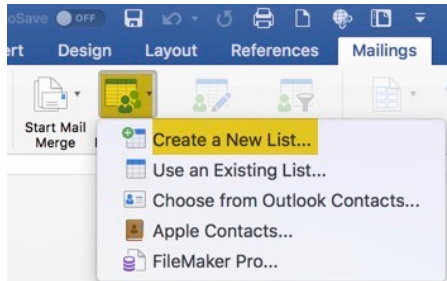 oSave OFF
ert Design Layout References Mailings
Start Mail
Merge
Create a New List...
Use an Existing List...
Choose from Outlook Contacts...
Apple Contacts...
FileMaker Pro...